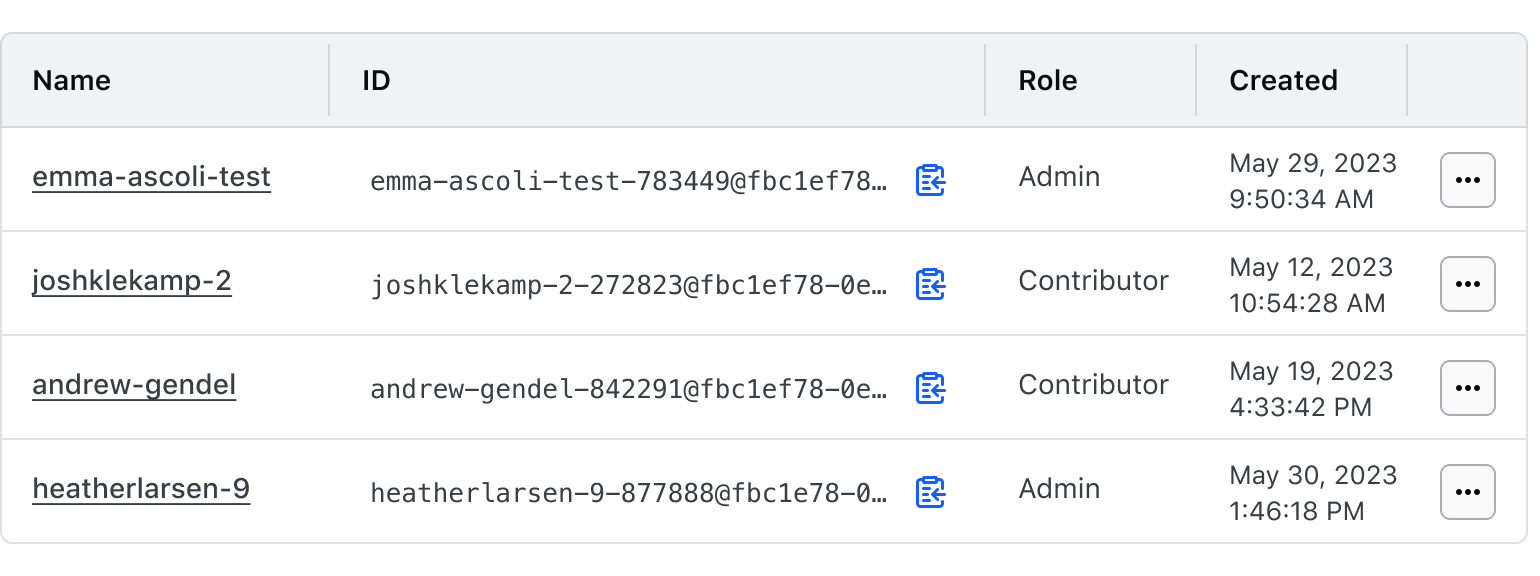 Name ID Role Created
emma-ascoli-test emma-ascoli-test-783449@fbc1ef78… Admin May 29, 2023
9:50:34 AM
joshklekamp-2 joshklekamp-2-272823@fbc1ef78-0e… Contributor May 12, 2023
10:54:28 AM
andrew-gendel andrew-gendel-842291@fbc1ef78-0e… Contributor May 19, 2023
4:33:42 PM
heatherlarsen-9 heatherlarsen-9-877888@fbc1e78-0… Admin May 30, 2023
1:46:18 PM